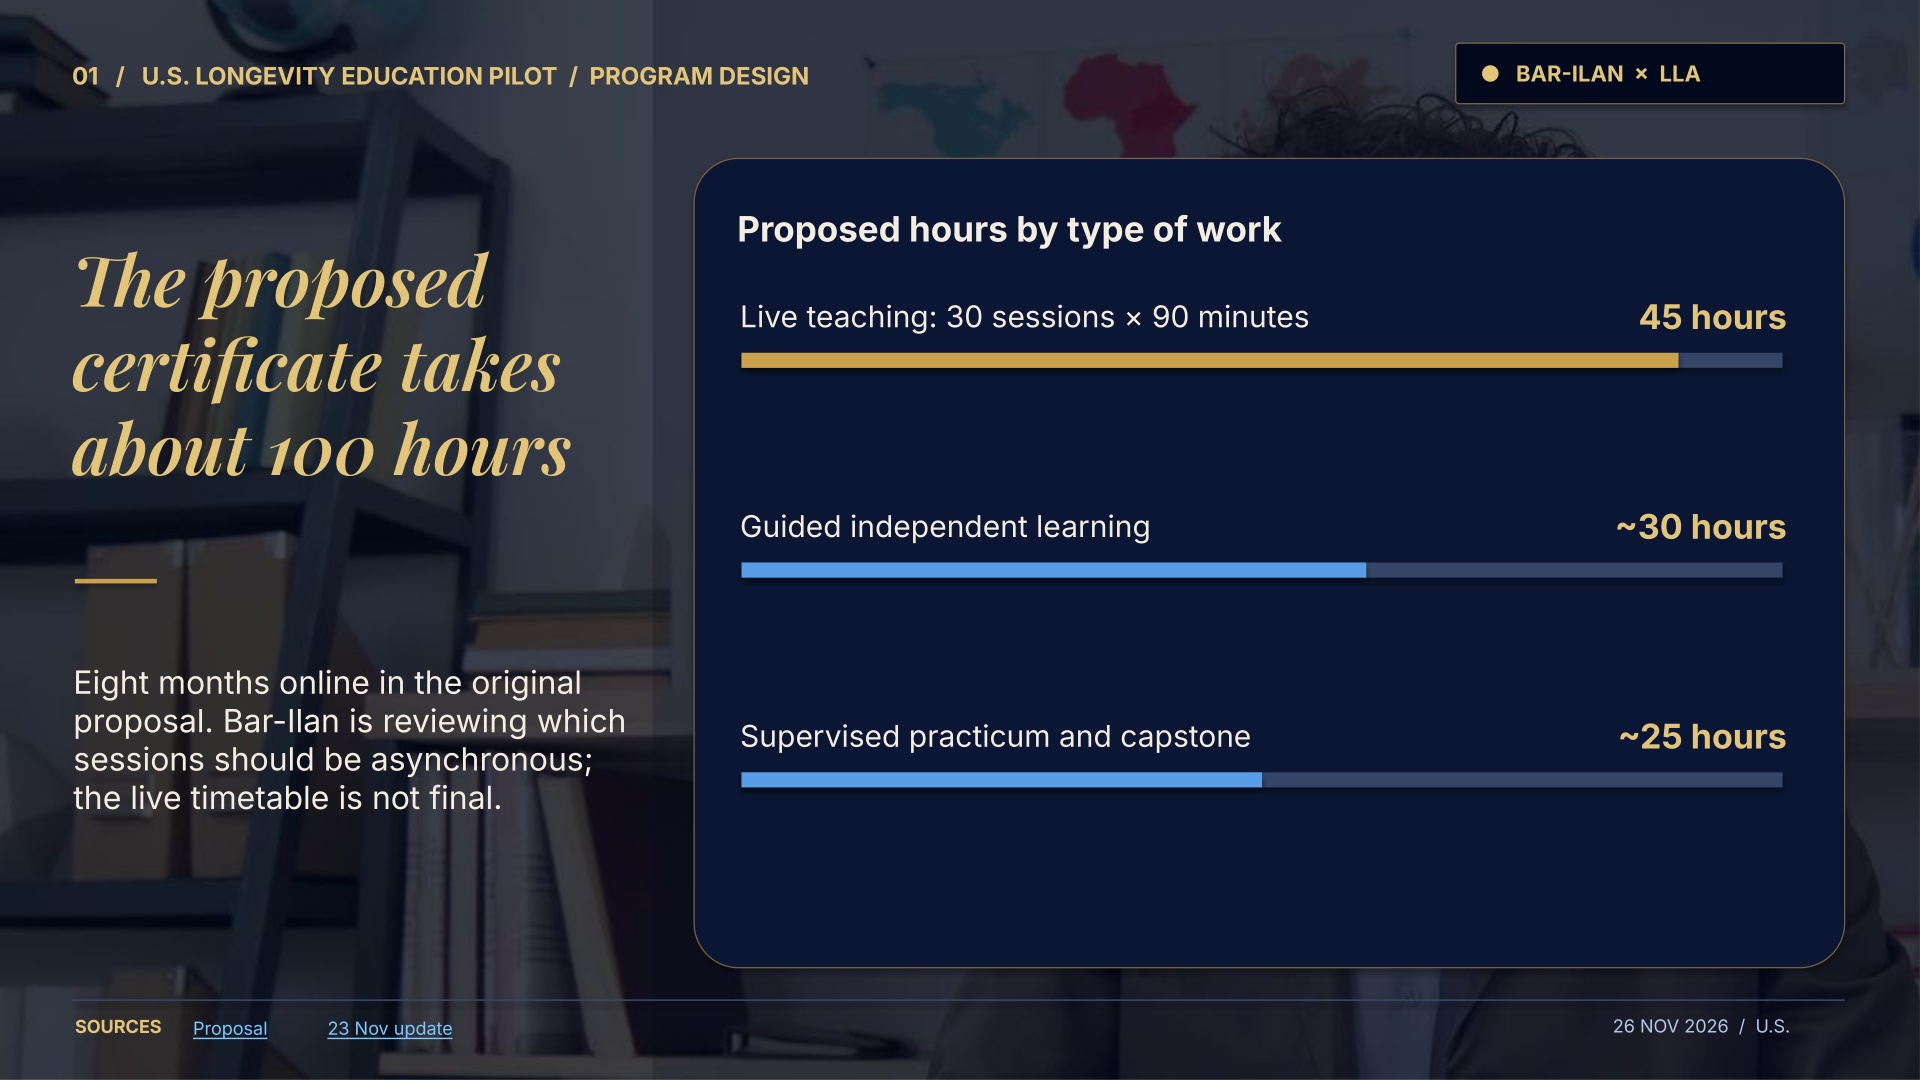 01 / U.S. LONGEVITY EDUCATION PILOT / PROGRAM DESIGN
BAR-ILAN × LLA
The proposed
certificate takes
about 100 hours
Eight months online in the original
proposal. Bar-Ilan is reviewing which
sessions should be asynchronous;
the live timetable is not final.
Proposed hours by type of work
Live teaching: 30 sessions × 90 minutes
45 hours
Guided independent learning
~30 hours
Supervised practicum and capstone
~25 hours
SOURCES Proposal 23 Nov update
26 NOV 2026 / U.S.